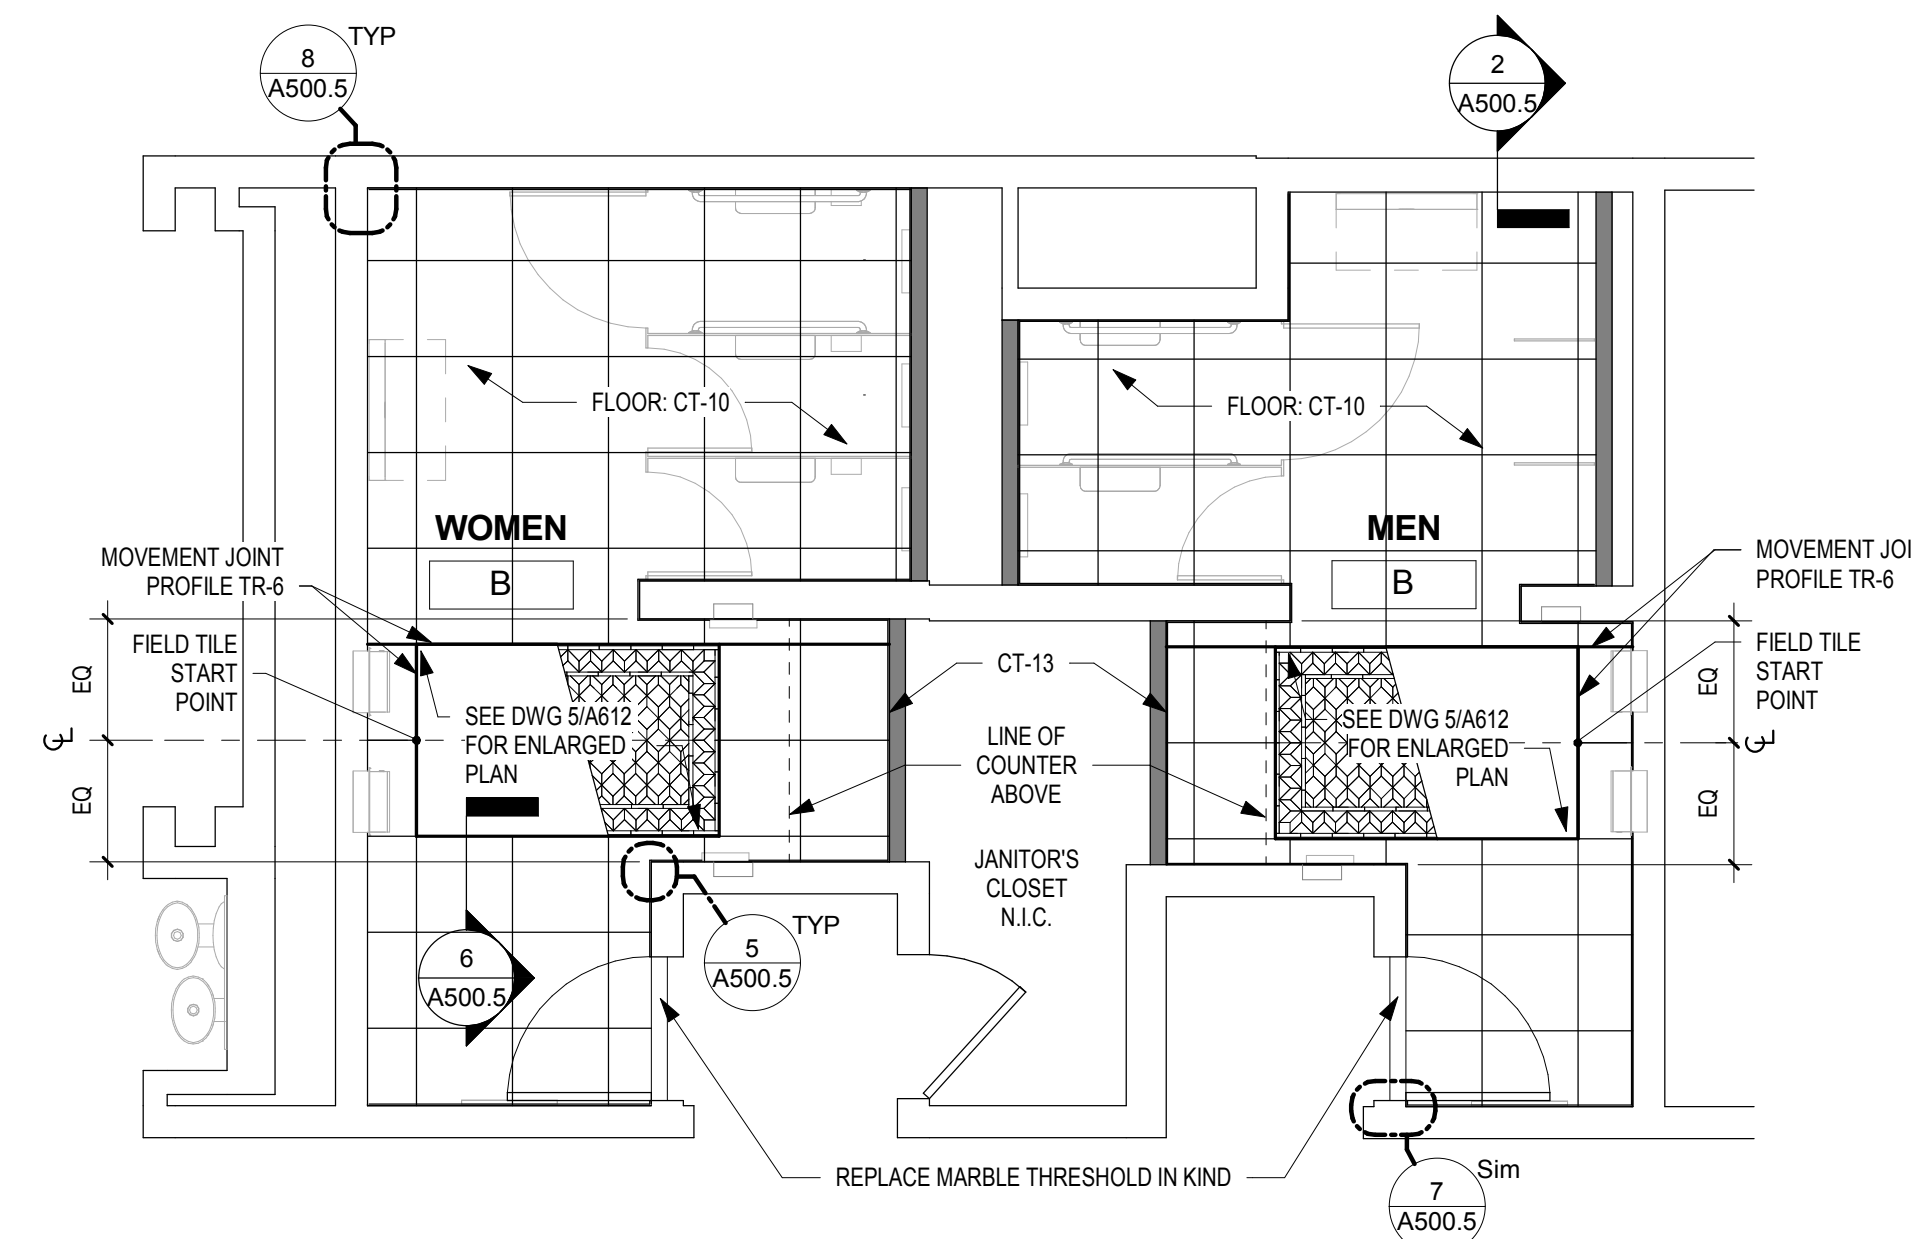 TYP
8
A500.5
2
A500.5
FLOOR: CT-10
FLOOR: CT-10
WOMEN
B
MEN
B
MOVEMENT JOINT
PROFILE TR-6
MOVEMENT JOI
PROFILE TR-6
FIELD TILE
START
POINT
FIELD TILE
START
POINT
CT-13
EQ
EQ
EQ
EQ
CL
CL
SEE DWG 5/A612
FOR ENLARGED
PLAN
SEE DWG 5/A612
FOR ENLARGED
PLAN
LINE OF
COUNTER
ABOVE
JANITOR'S
CLOSET
N.I.C.
6
A500.5
TYP
5
A500.5
REPLACE MARBLE THRESHOLD IN KIND
Sim
7
A500.5